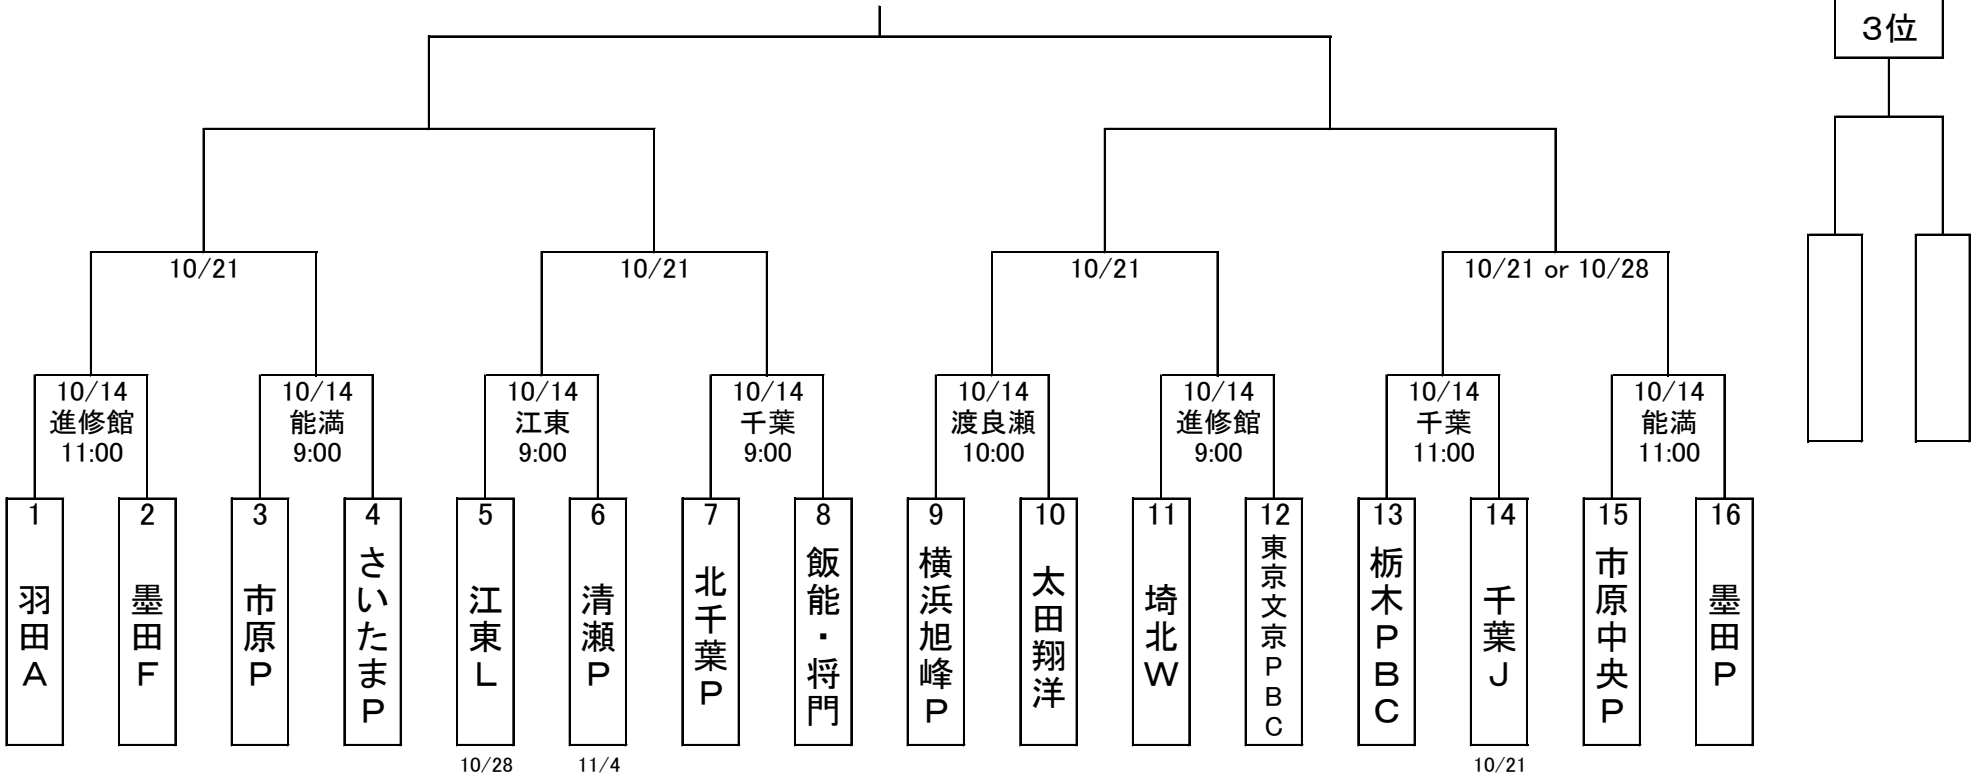 3位
10/21
10/21
10/21
10/21 or 10/28
10/14
進修館
11:00
10/14
能満
9:00
10/14
江東
9:00
10/14
千葉
9:00
10/14
渡良瀬
10:00
10/14
進修館
9:00
10/14
千葉
11:00
10/14
能満
11:00
1
羽田A
2
墨田F
3
市原P
4
さいたまP
5
江東L
6
清瀬P
7
北千葉P
8
飯能・将門
9
横浜旭峰P
10
太田翔洋
11
埼北W
12
東京文京PBC
13
栃木PBC
14
千葉J
15
市原中央P
16
墨田P
10/28
11/4
10/21